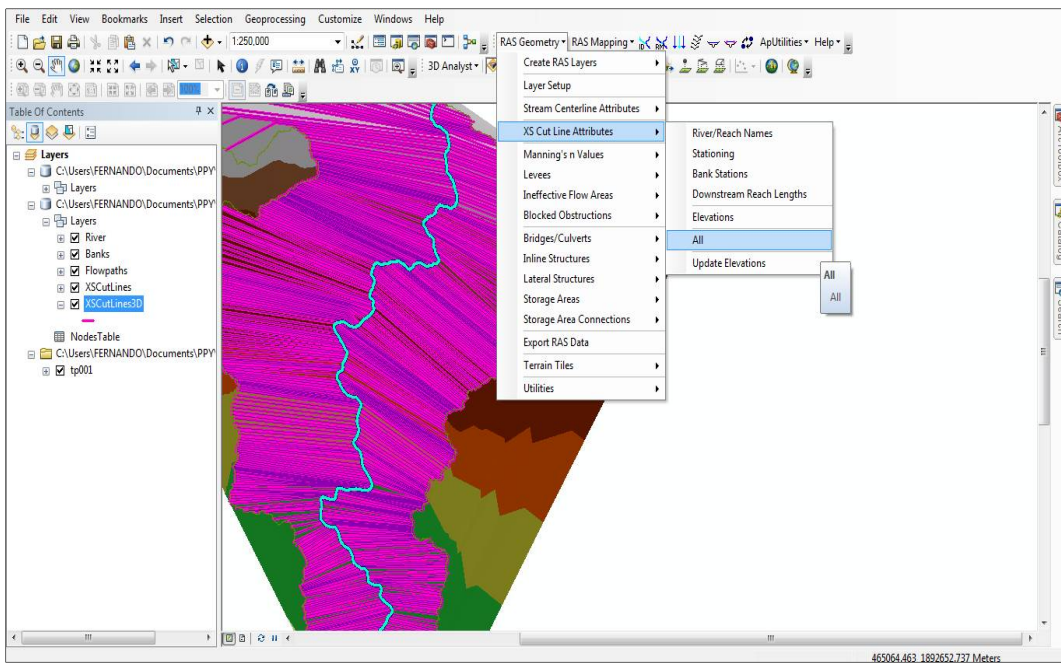 File Edit View Bookmarks Insert Selection Geoprocessing Customize Windows Help
1:250,000
RAS Geometry RAS Mapping ApUtilities Help
3D Analyst
Table Of Contents
Layers
C:\Users\FERNANDO\Documents\PPY
Layers
C:\Users\FERNANDO\Documents\PPY
Layers
River
Banks
Flowpaths
XSCutLines
XSCutLines3D
NodesTable
C:\Users\FERNANDO\Documents\PPY
tp001
Create RAS Layers
Layer Setup
Stream Centerline Attributes
XS Cut Line Attributes
Manning's n Values
Levees
Ineffective Flow Areas
Blocked Obstructions
Bridges/Culverts
Inline Structures
Lateral Structures
Storage Areas
Storage Area Connections
Export RAS Data
Terrain Tiles
Utilities
River/Reach Names
Stationing
Bank Stations
Downstream Reach Lengths
Elevations
All
Update Elevations
All
All
465064.463 1892652.737 Meters